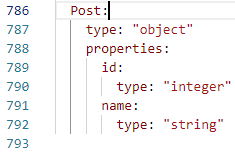 786 Post:
787 type: "object"
788 properties:
789 id:
790 type: "integer"
791 name:
792 type: "string"
793